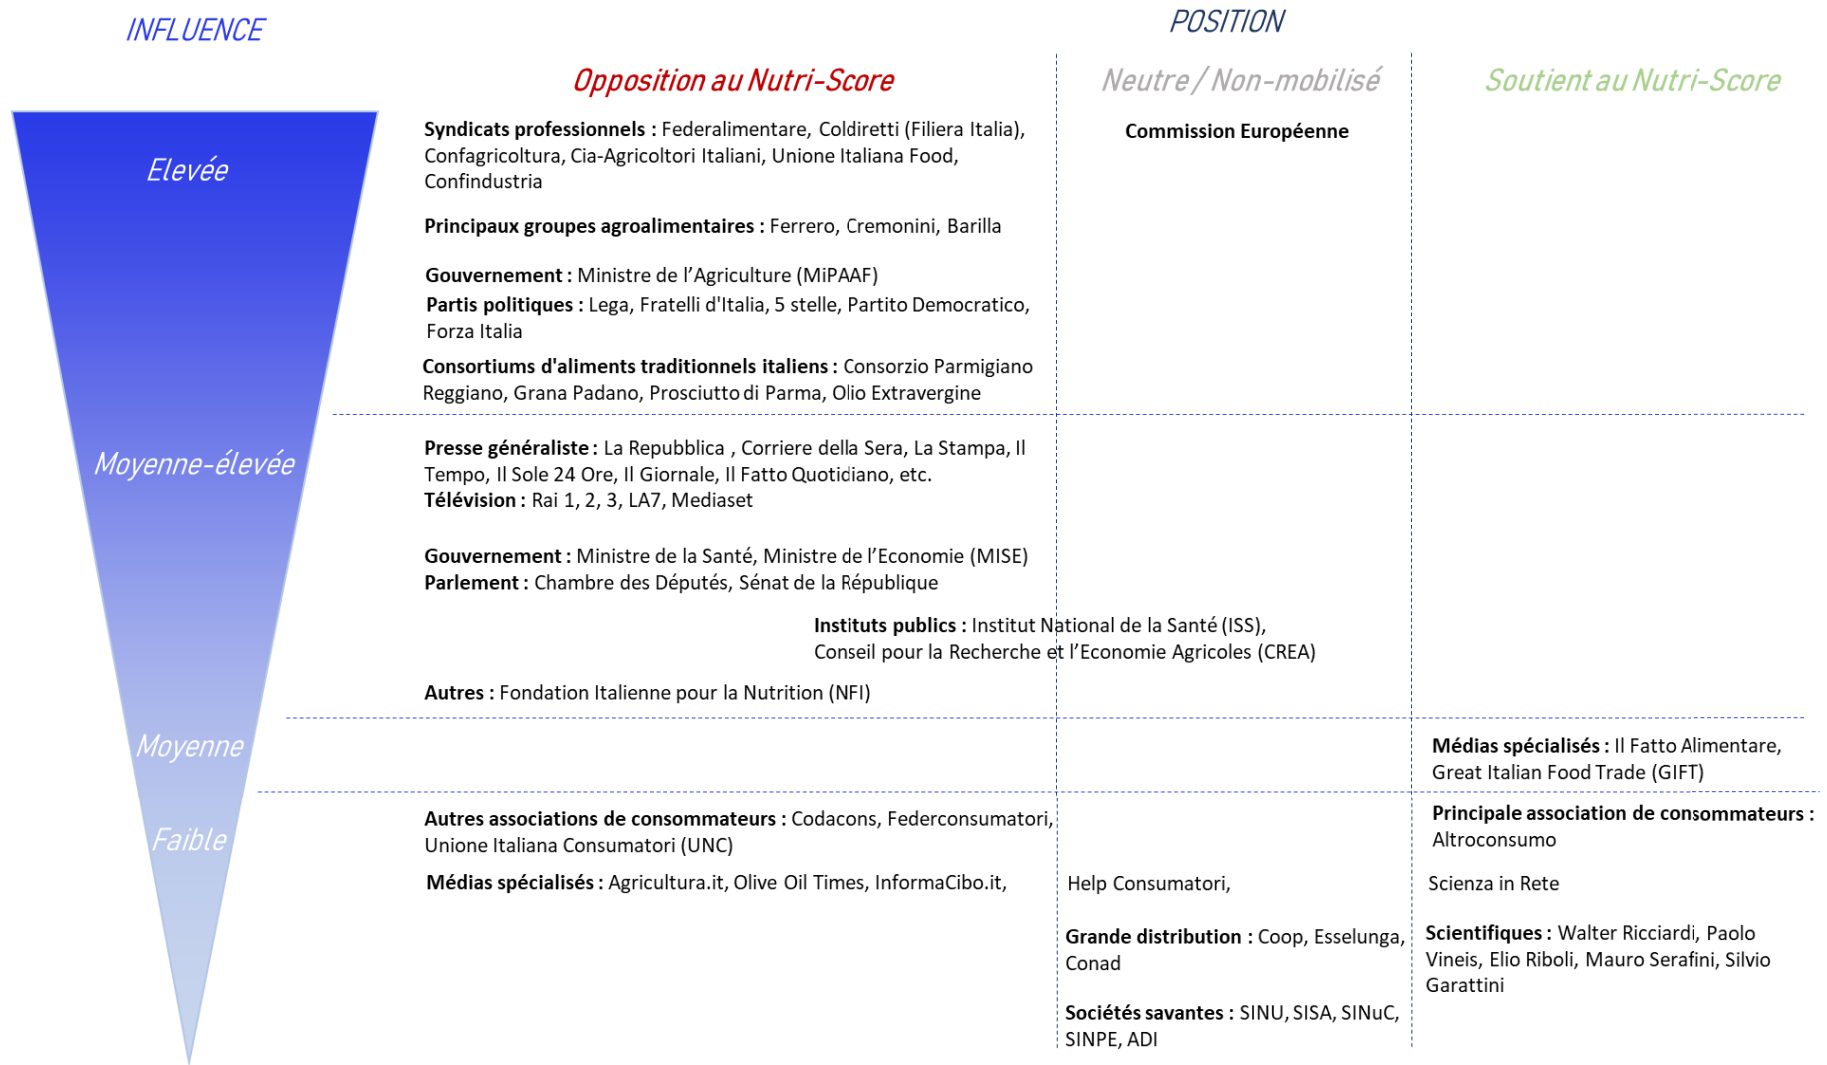 INFLUENCE
POSITION
Opposition au Nutri-Score
Neutre / Non-mobilisé
Soutient au Nutri-Score
Elevée
Syndicats professionnels : Federalimentare, Coldiretti (Filiera Italia),
Confagricoltura, Cia-Agricoltori Italiani, Unione Italiana Food,
Confindustria
Commission Européenne
Principaux groupes agroalimentaires : Ferrero, Cremonini, Barilla
Gouvernement : Ministre de l’Agriculture (MiPAAF)
Partis politiques : Lega, Fratelli d'Italia, 5 stelle, Partito Democratico,
Forza Italia
Consortiums d'aliments traditionnels italiens : Consorzio Parmigiano
Reggiano, Grana Padano, Prosciutto di Parma, Olio Extravergine
Moyenne-élevée
Presse généraliste : La Repubblica , Corriere della Sera, La Stampa, Il
Tempo, Il Sole 24 Ore, Il Giornale, Il Fatto Quotidiano, etc.
Télévision : Rai 1, 2, 3, LA7, Mediaset
Gouvernement : Ministre de la Santé, Ministre de l’Economie (MISE)
Parlement : Chambre des Députés, Sénat de la République
Instituts publics : Institut National de la Santé (ISS),
Conseil pour la Recherche et l’Economie Agricoles (CREA)
Autres : Fondation Italienne pour la Nutrition (NFI)
Moyenne
Médias spécialisés : Il Fatto Alimentare,
Great Italian Food Trade (GIFT)
Faible
Autres associations de consommateurs : Codacons, Federconsumatori,
Unione Italiana Consumatori (UNC)
Principale association de consommateurs :
Altroconsumo
Médias spécialisés : Agricultura.it, Olive Oil Times, InformaCibo.it,
Help Consumatori,
Scienza in Rete
Grande distribution : Coop, Esselunga,
Conad
Scientifiques : Walter Ricciardi, Paolo
Vineis, Elio Riboli, Mauro Serafini, Silvio
Garattini
Sociétés savantes : SINU, SISA, SINuC,
SINPE, ADI